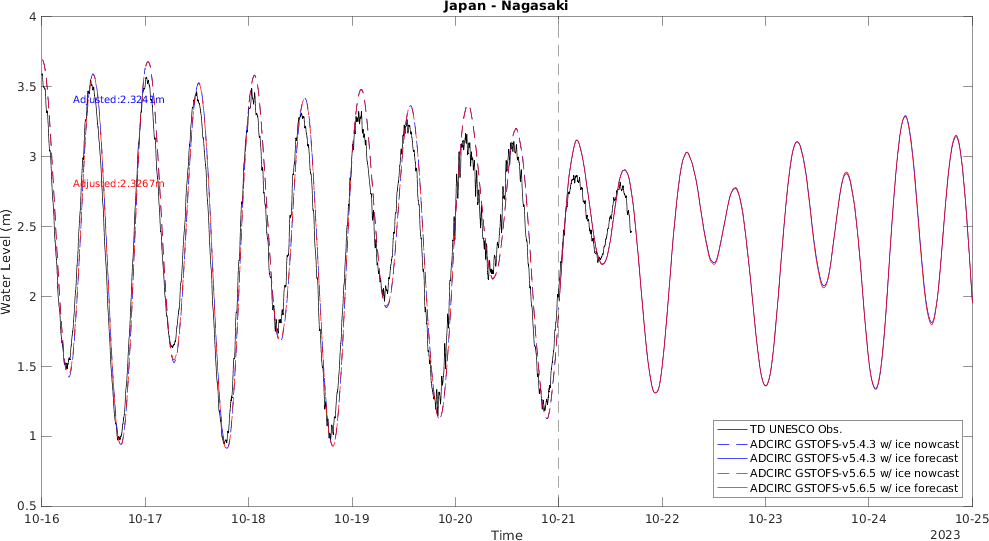 Japan - Nagasaki
4
3.5
3
2.5
2
1.5
1
0.5
Water Level (m)
Adjusted:2.3241m
Adjusted:2.3267m
TD UNESCO Obs.
ADCIRC GSTOFS-v5.4.3 w/ ice nowcast
ADCIRC GSTOFS-v5.4.3 w/ ice forecast
ADCIRC GSTOFS-v5.6.5 w/ ice nowcast
ADCIRC GSTOFS-v5.6.5 w/ ice forecast
10-16 10-17 10-18 10-19 10-20 10-21 10-22 10-23 10-24 10-25
Time
2023